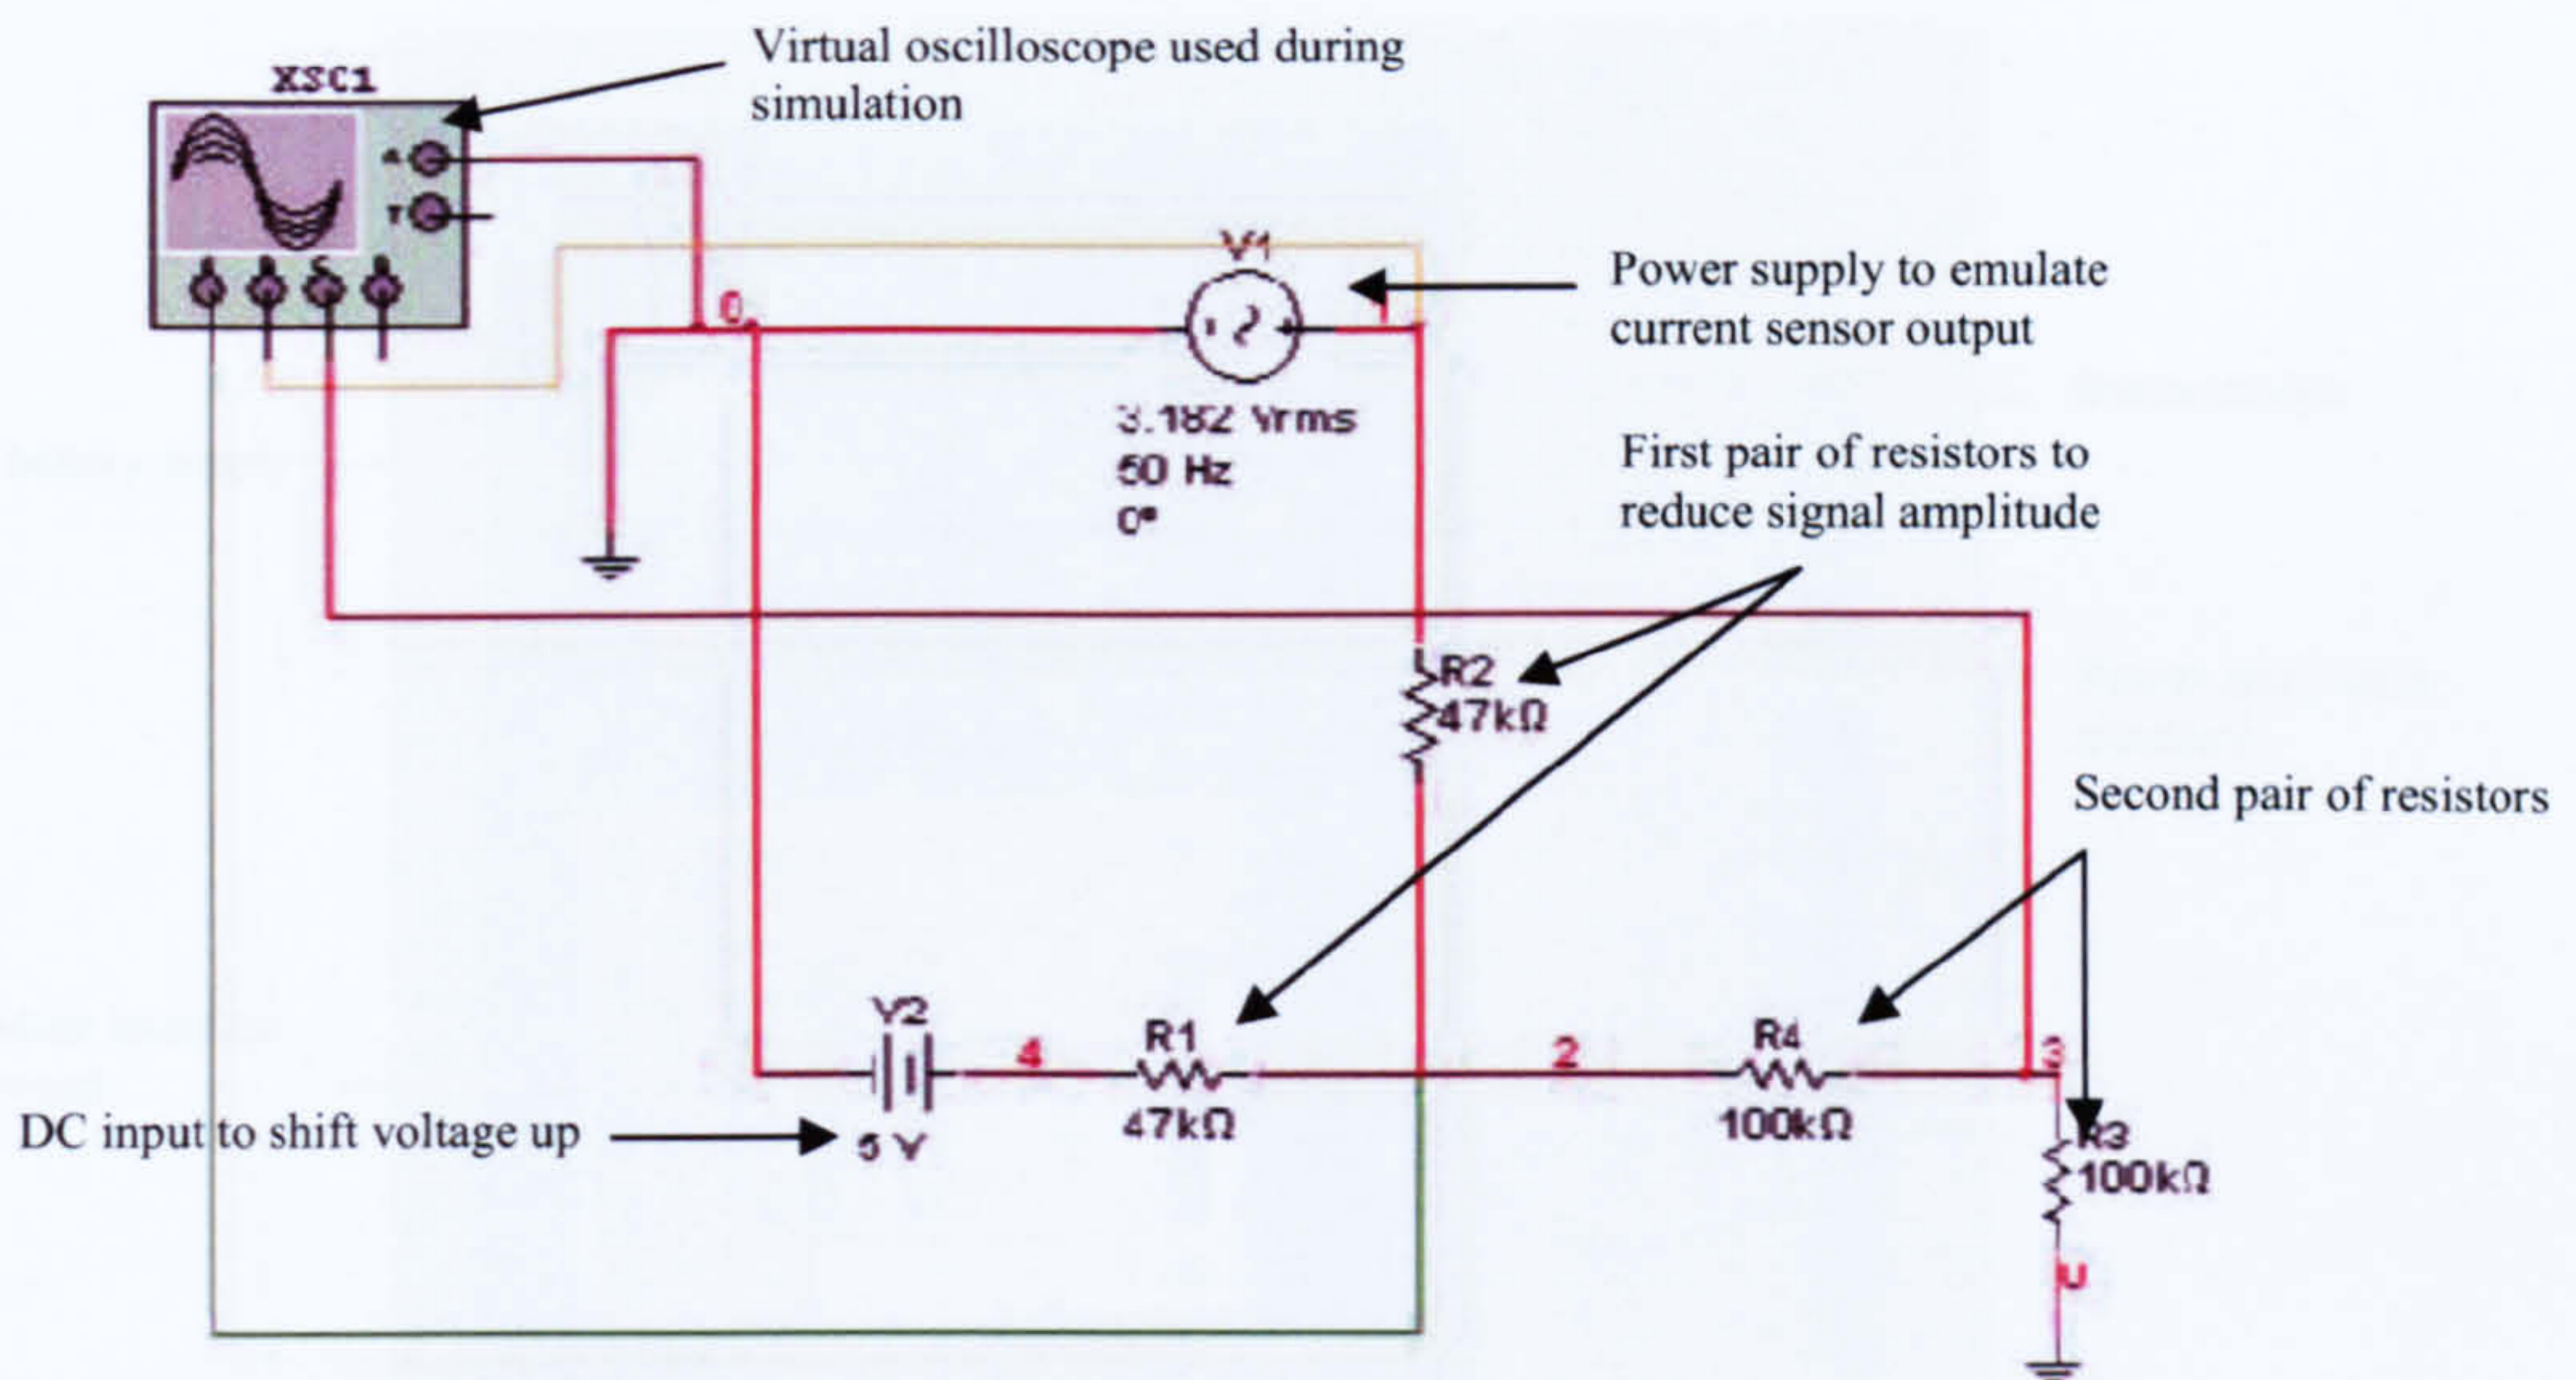 Virtual oscilloscope used during
simulation
XSC1
A
T
A
B
C
V1
0
1
Power supply to emulate
current sensor output
3.182 Vrms
50 Hz
0°
First pair of resistors to
reduce signal amplitude
R2
47kΩ
Second pair of resistors
V2
4
R1
2
R4
3
DC input to shift voltage up
5 V
47kΩ
100kΩ
R3
100kΩ
0